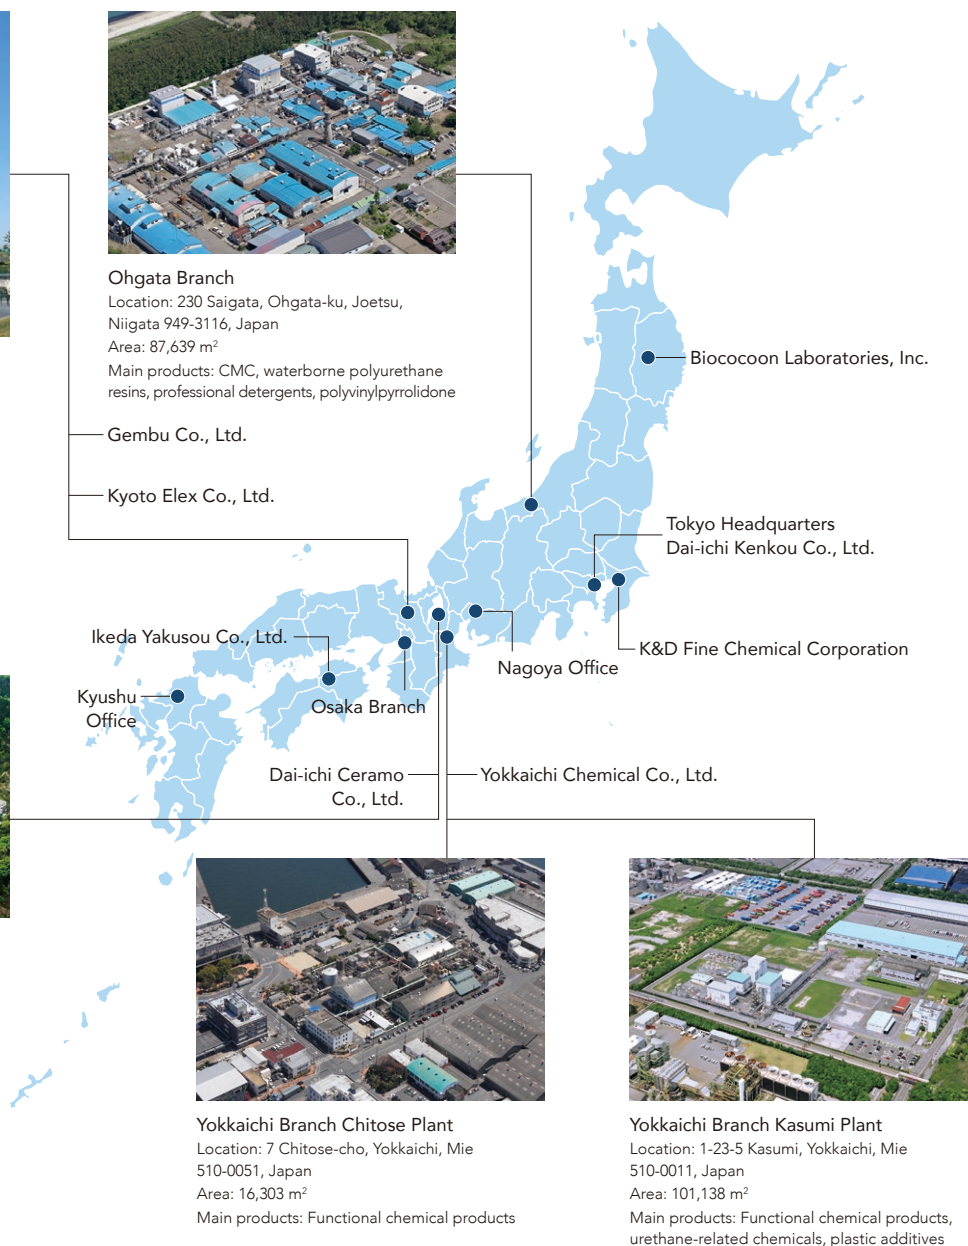 Ohgata Branch
Location: 230 Saigata, Ohgata-ku, Joetsu,
Niigata 949-3116, Japan
Area: 87,639 m²
Main products: CMC, waterborne polyurethane
resins, professional detergents, polyvinylpyrrolidone
Biococoon Laboratories, Inc.
Gembu Co., Ltd.
Kyoto Elex Co., Ltd.
Tokyo Headquarters
Dai-ichi Kenkou Co., Ltd.
Ikeda Yakusou Co., Ltd.
K&D Fine Chemical Corporation
Nagoya Office
Kyushu
Office
Osaka Branch
Dai-ichi Ceramo
Co., Ltd.
Yokkaichi Chemical Co., Ltd.
Yokkaichi Branch Chitose Plant
Location: 7 Chitose-cho, Yokkaichi, Mie
510-0051, Japan
Area: 16,303 m²
Main products: Functional chemical products
Yokkaichi Branch Kasumi Plant
Location: 1-23-5 Kasumi, Yokkaichi, Mie
510-0011, Japan
Area: 101,138 m²
Main products: Functional chemical products,
urethane-related chemicals, plastic additives